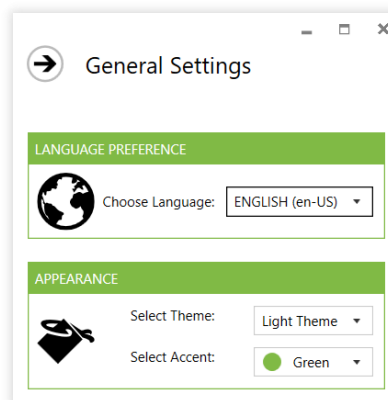 General Settings
LANGUAGE PREFERENCE
Choose Language: ENGLISH (en-US)
APPEARANCE
Select Theme: Light Theme
Select Accent: Green